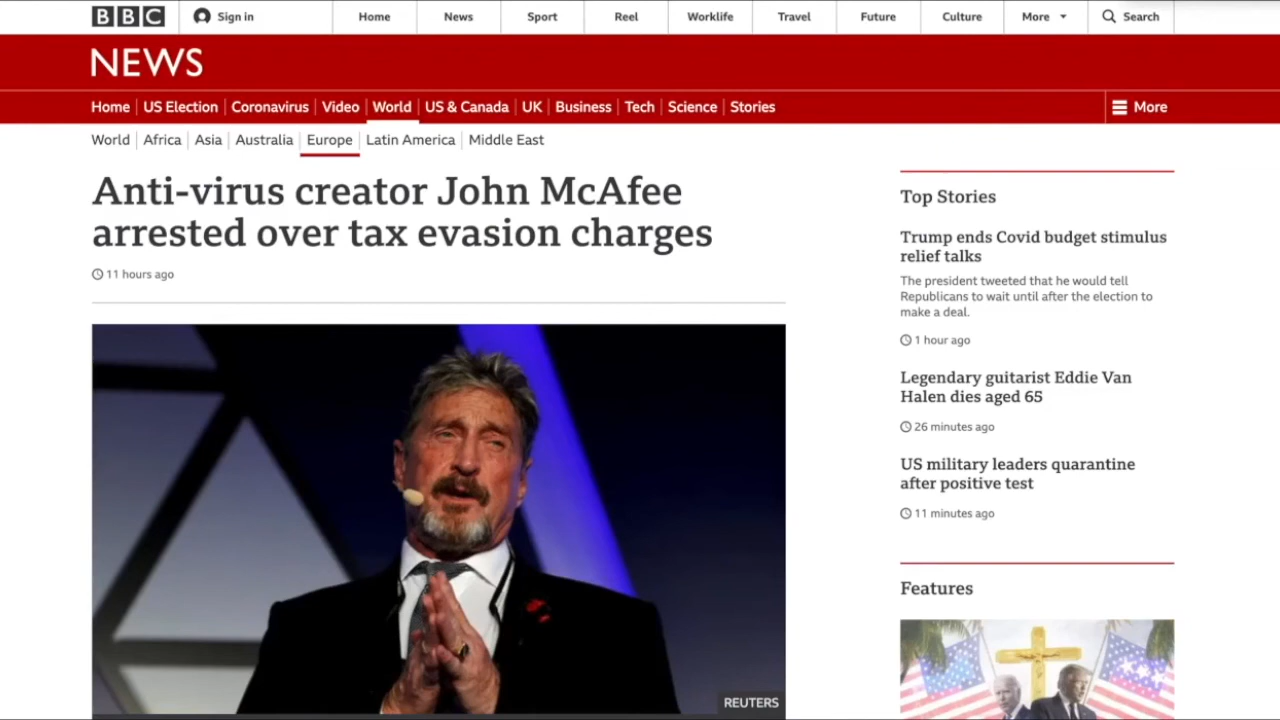 BBC Sign in Home News Sport Reel Worklife Travel Future Culture More Search
NEWS
Home US Election Coronavirus Video World US & Canada UK Business Tech Science Stories More
World Africa Asia Australia Europe Latin America Middle East
Anti-virus creator John McAfee
arrested over tax evasion charges
11 hours ago
REUTERS
Top Stories
Trump ends Covid budget stimulus
relief talks
The president tweeted that he would tell
Republicans to wait until after the election to
make a deal.
1 hour ago
Legendary guitarist Eddie Van
Halen dies aged 65
26 minutes ago
US military leaders quarantine
after positive test
11 minutes ago
Features